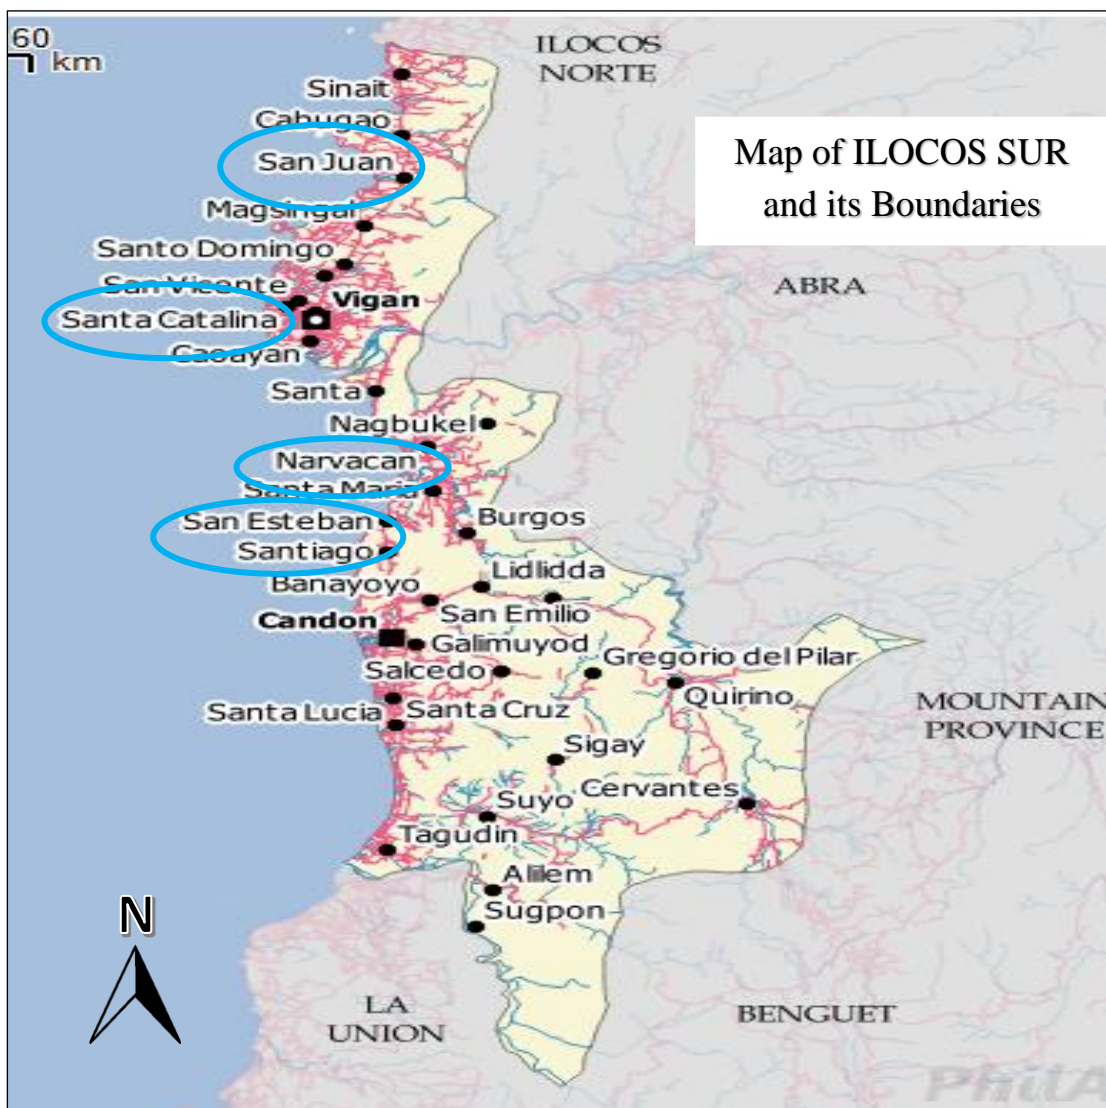 60
km
ILOCOS
NORTE
Sinait
Cabugao
Map of ILOCOS SUR
and its Boundaries
San Juan
Magsingal
Santo Domingo
San Vicente
ABRA
Vigan
Santa Catalina
Caoayan
Santa
Nagbukel
Narvacan
Santa Maria
San Esteban
Burgos
Santiago
Lidlidda
Banayoyo
San Emilio
Candon
Galimuyod
Gregorio del Pilar
Salcedo
Quirino
Santa Lucia
Santa Cruz
MOUNTAIN
PROVINCE
Sigay
Cervantes
Suyo
Tagudin
Alilem
Sugpon
N
LA
UNION
BENGUET
PhilA